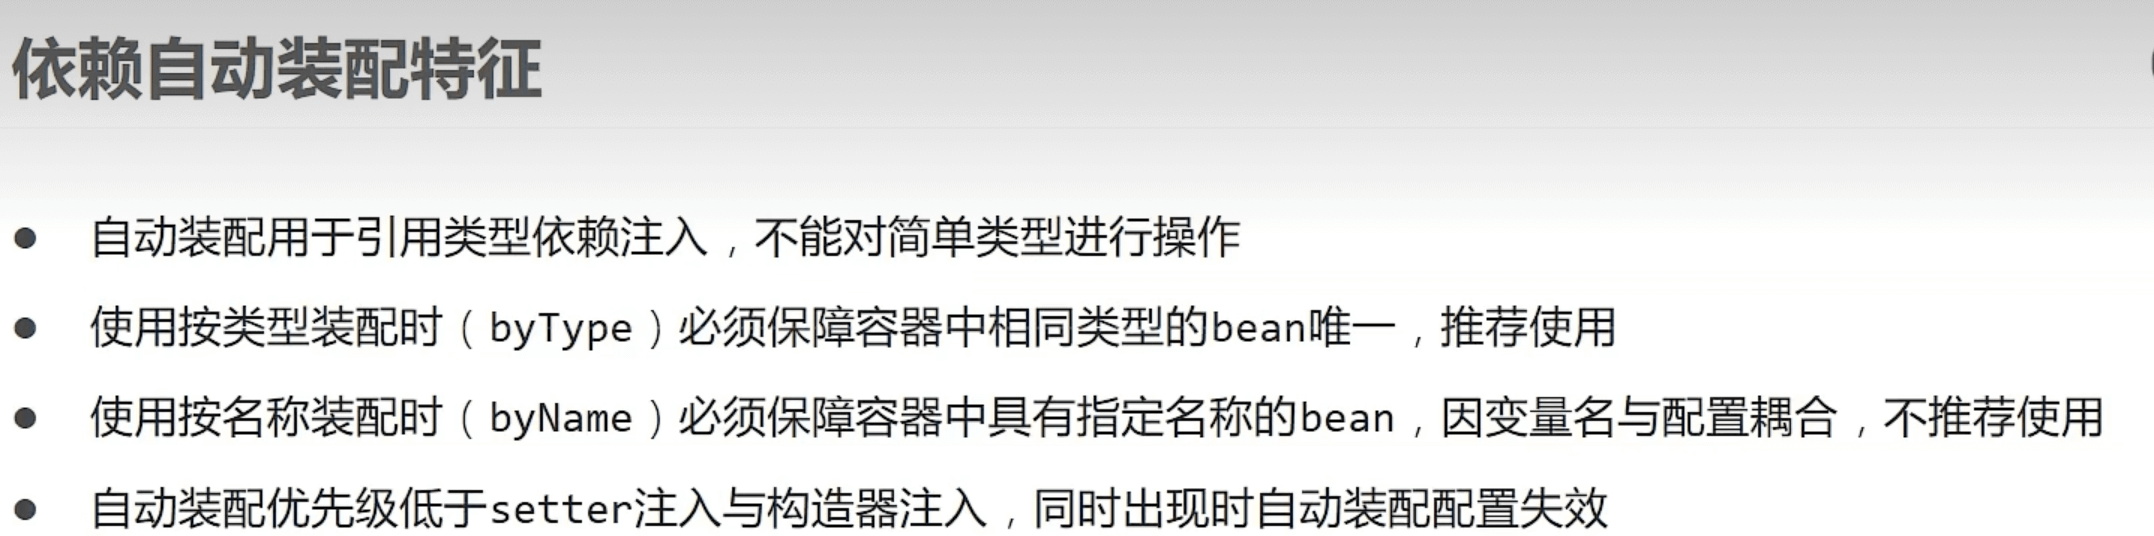 依赖自动装配特征
● 自动装配用于引用类型依赖注入，不能对简单类型进行操作
● 使用按类型装配时（byType）必须保障容器中相同类型的bean唯一，推荐使用
● 使用按名称装配时（byName）必须保障容器中具有指定名称的bean，因变量名与配置耦合，不推荐使用
● 自动装配优先级低于setter注入与构造器注入，同时出现时自动装配配置失效